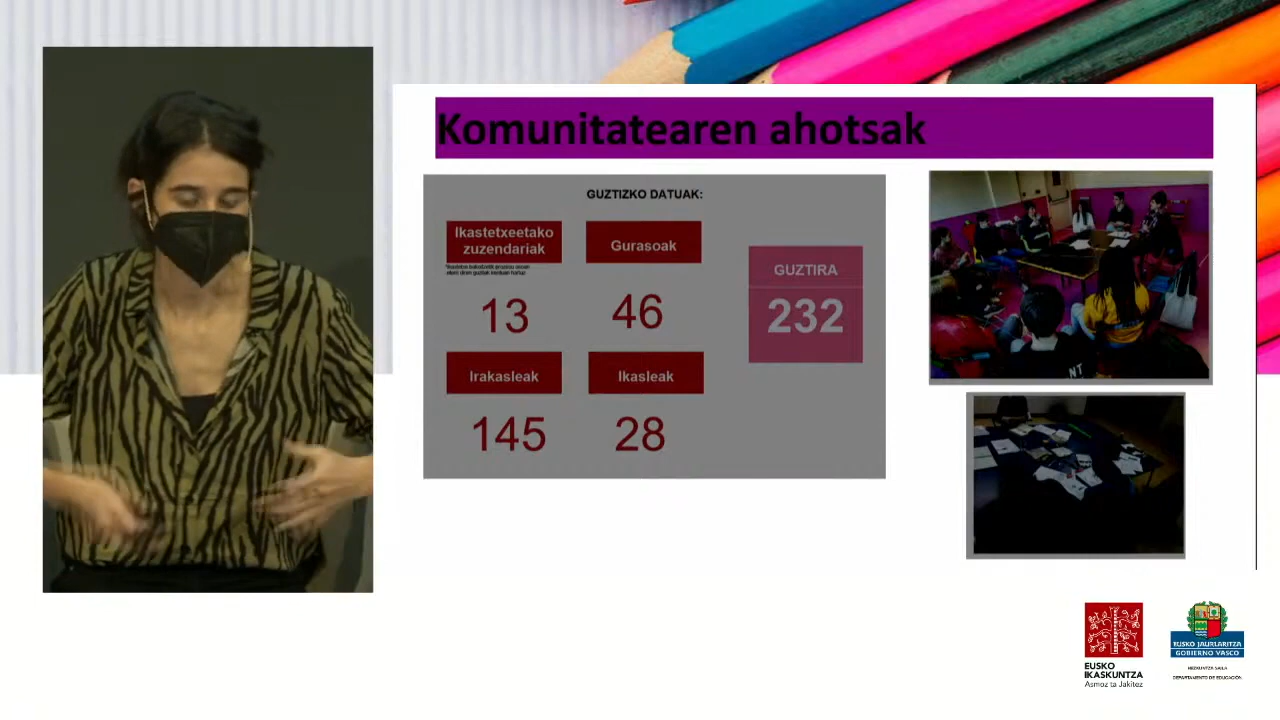 Komunitatearen ahotsak
GUZTIZKO DATUAK:
Ikastetxeetako
zuzendariak
Gurasoak
13
46
GUZTIRA
232
Irakasleak
Ikasleak
145
28
EUSKO
IKASKUNTZA
Asmoz ta Jakitez
EUSKO JAURLARITZA
GOBIERNO VASCO
HEZKUNTZA SAILA
DEPARTAMENTO DE EDUCACIÓN